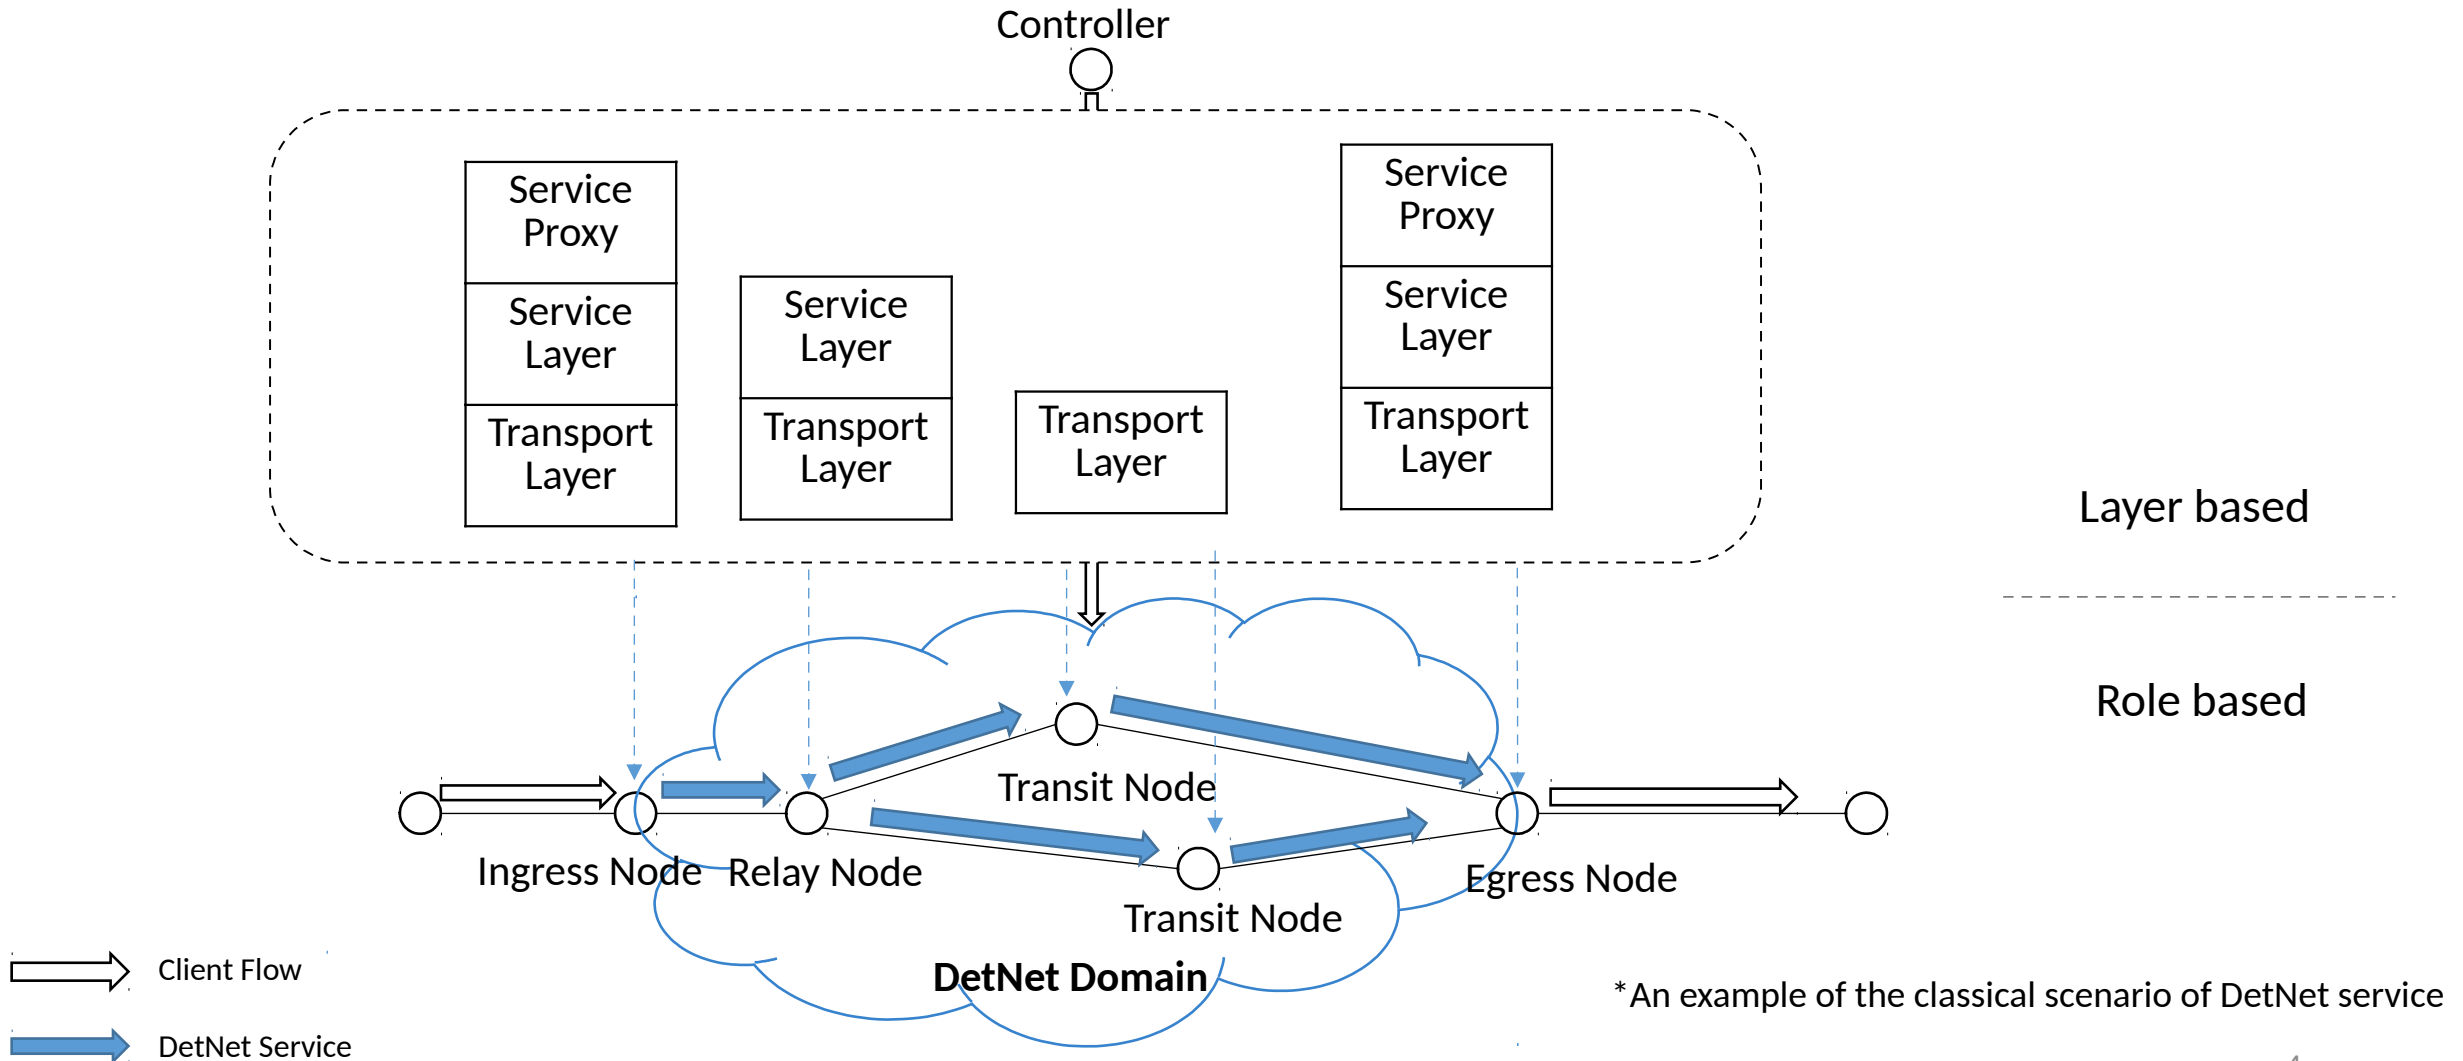 Controller
Service
Proxy
Service
Layer
Transport
Layer
Service
Layer
Transport
Layer
Transport
Layer
Service
Proxy
Service
Layer
Transport
Layer
Layer based
Role based
Transit Node
Ingress Node
Relay Node
Egress Node
Transit Node
DetNet Domain
Client Flow
DetNet Service
*An example of the classical scenario of DetNet service